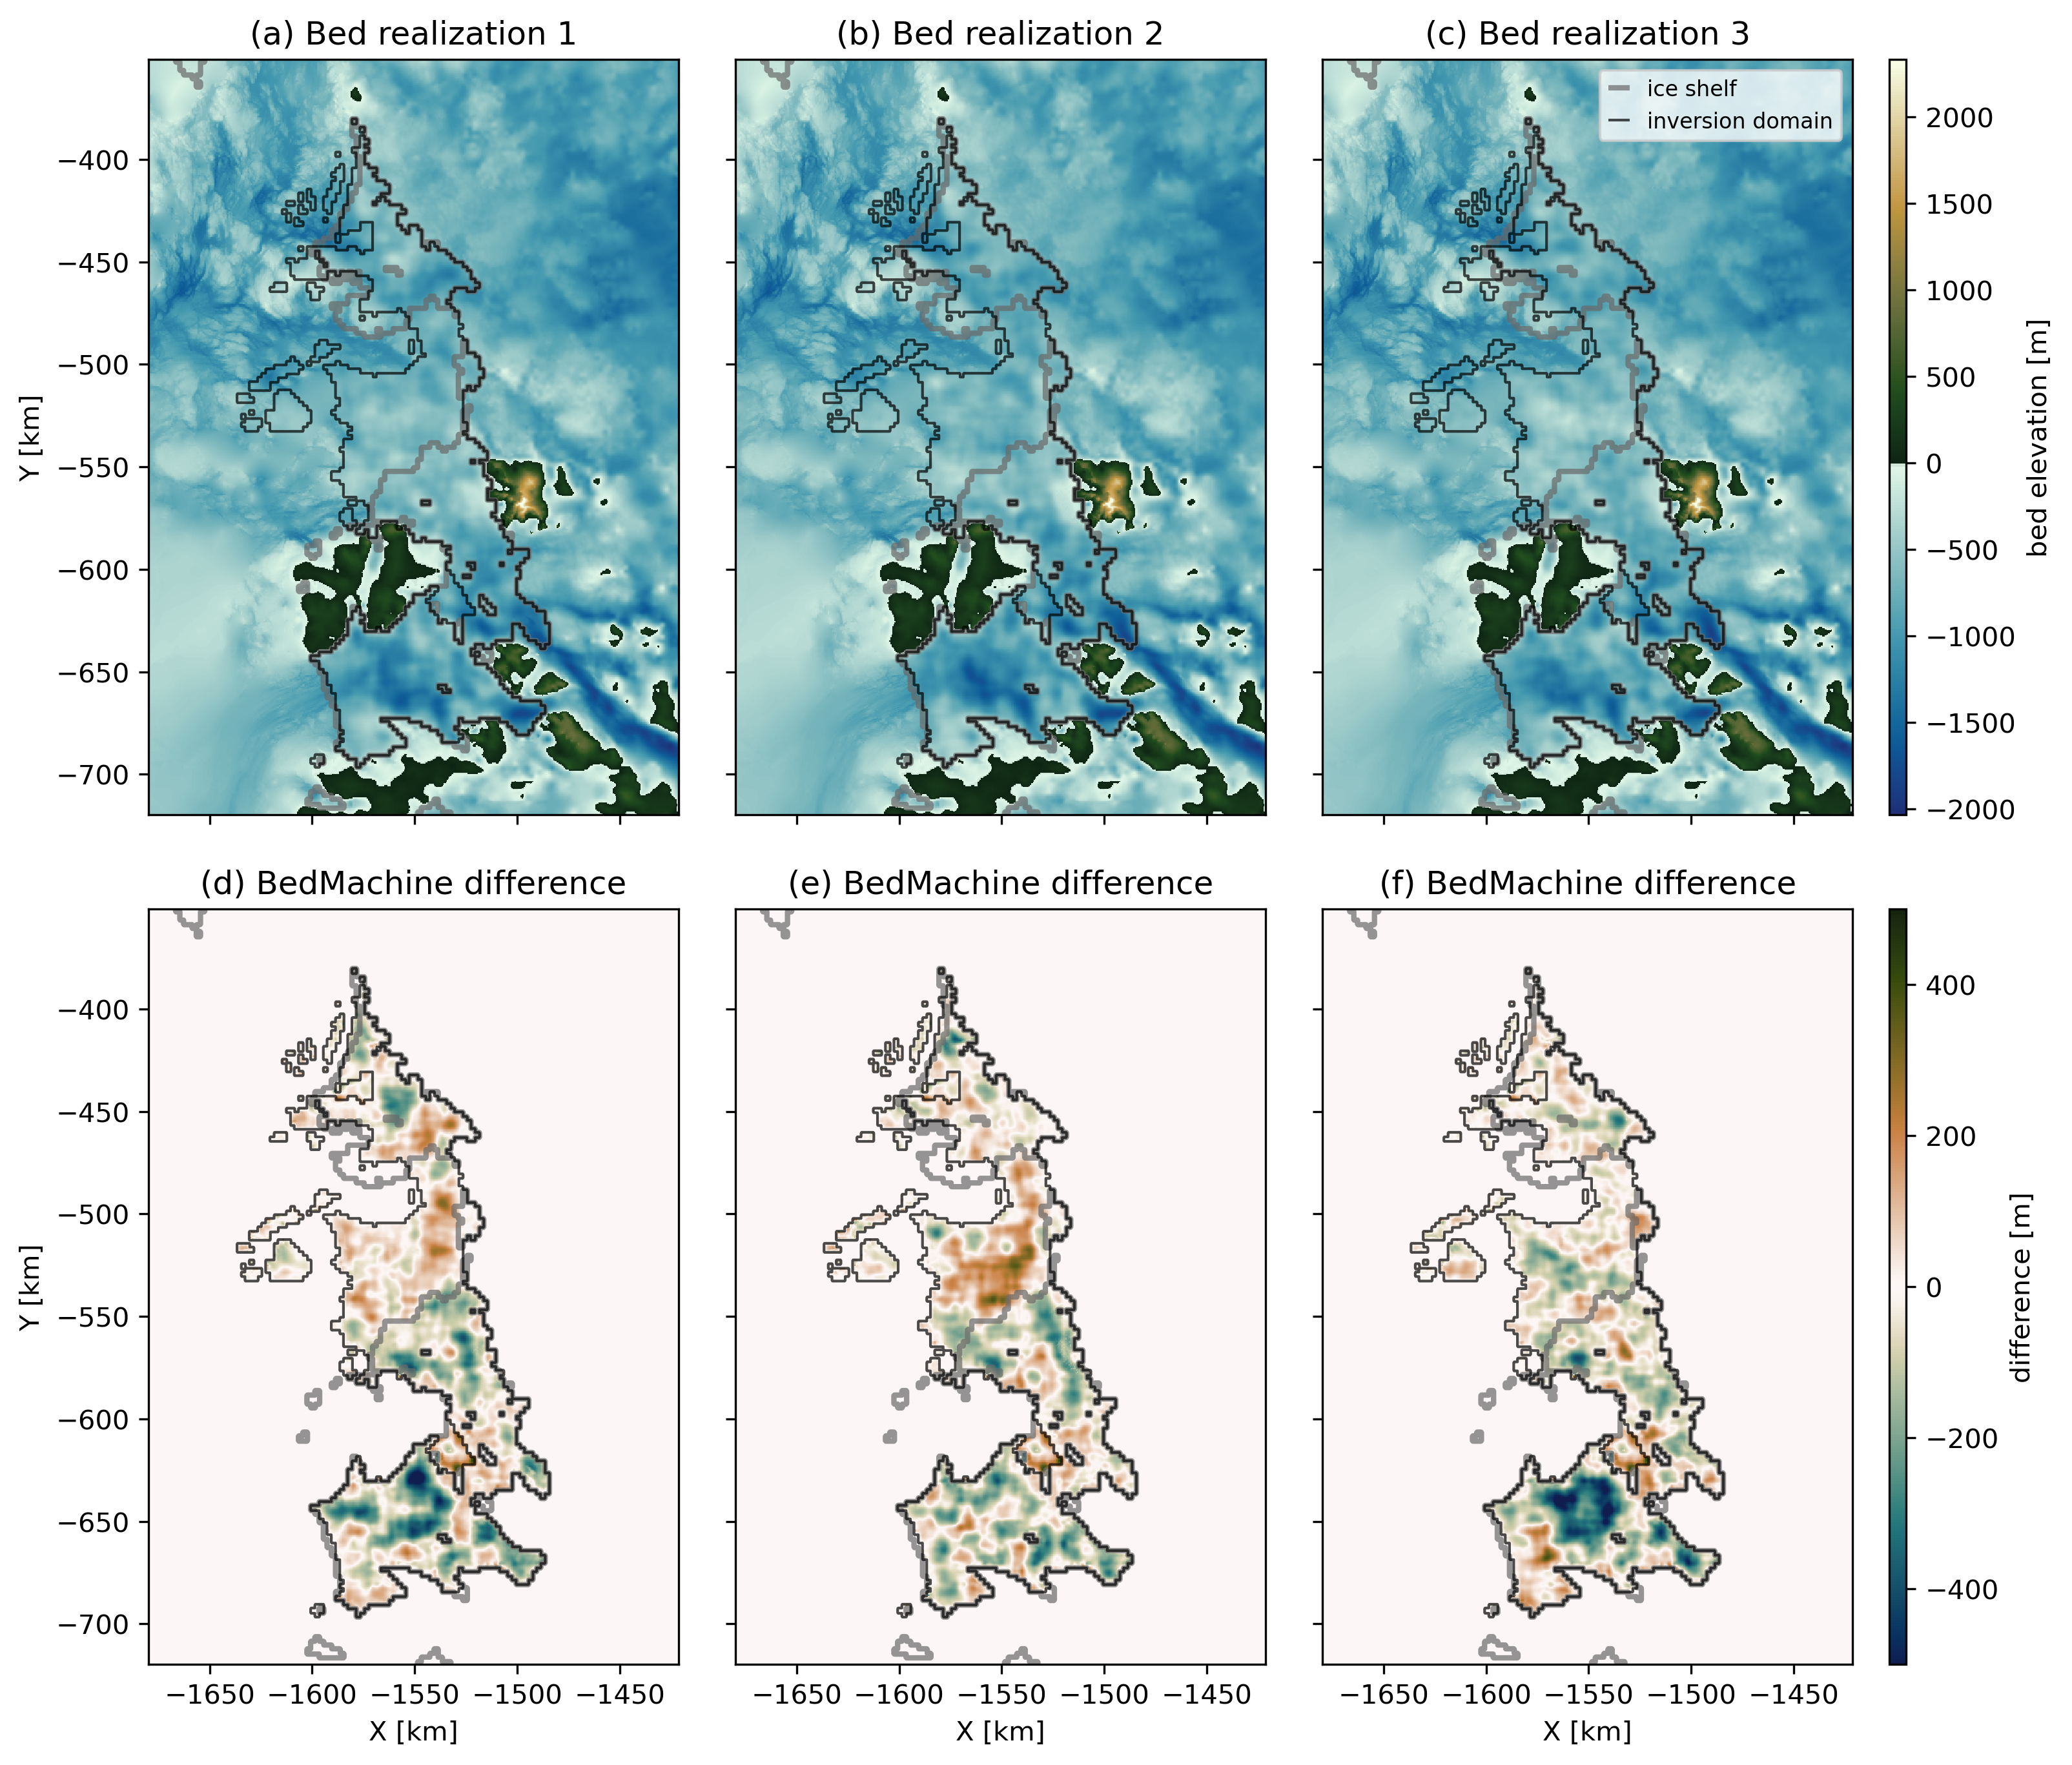 (a) Bed realization 1
(b) Bed realization 2
(c) Bed realization 3
ice shelf
inversion domain
Y [km]
−400
−450
−500
−550
−600
−650
−700
2000
1500
1000
500
0
−500
−1000
−1500
−2000
bed elevation [m]
(d) BedMachine difference
(e) BedMachine difference
(f) BedMachine difference
Y [km]
−400
−450
−500
−550
−600
−650
−700
400
200
0
−200
−400
difference [m]
−1650 −1600 −1550 −1500 −1450
−1650 −1600 −1550 −1500 −1450
−1650 −1600 −1550 −1500 −1450
X [km]
X [km]
X [km]